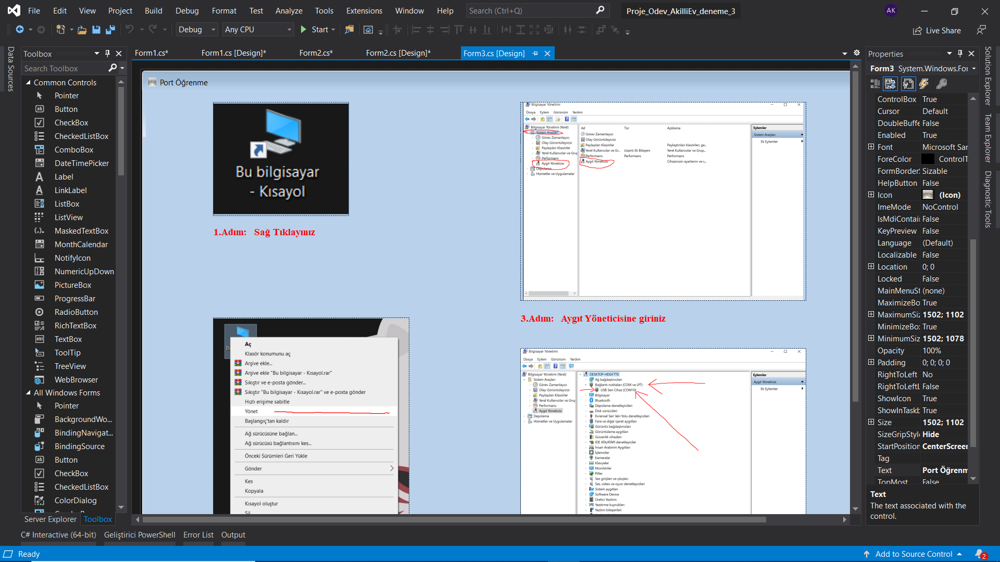 File Edit View Project Build Debug Format Test Analyze Tools Extensions Window Help Search (Ctrl+Q) Proje_Odev_AkilliEv_deneme_3 AK
Debug Any CPU Start Live Share
Data Sources
Toolbox
Search Toolbox
Common Controls
Pointer
Button
CheckBox
CheckedListBox
ComboBox
DateTimePicker
Label
LinkLabel
ListBox
ListView
MaskedTextBox
MonthCalendar
NotifyIcon
NumericUpDown
PictureBox
ProgressBar
RadioButton
RichTextBox
TextBox
ToolTip
TreeView
WebBrowser
All Windows Forms
Pointer
BackgroundWo...
BindingNavigat...
BindingSource
Button
CheckBox
CheckedListBox
ColorDialog
Server Explorer Toolbox
Form1.cs* Form1.cs [Design]* Form2.cs* Form2.cs [Design]* Form3.cs [Design]
Port Öğrenme
Bu bilgisayar
- Kısayol
1.Adım: Sağ Tıklayınız
Aç
Klasör konumunu aç
Arşive ekle...
Arşive ekle "Bu bilgisayar - Kısayol.rar"
Sıkıştır ve e-posta gönder...
Sıkıştır "Bu bilgisayar - Kısayol.rar" ve e-posta gönder
Hızlı erişime sabitle
Yönet
Başlangıç'tan kaldır
Ağ sürücüsüne bağlan...
Ağ sürücüsü bağlantısını kes...
Önceki Sürümleri Geri Yükle
Gönder
Kes
Kopyala
Kısayol oluştur
Sil
Bilgisayar Yönetimi
Dosya Eylem Görünüm Yardım
Bilgisayar Yönetimi (Yerel)
Sistem Araçları
Görev Zamanlayıcı
Olay Görüntüleyicisi
Paylaşılan Klasörler
Yerel Kullanıcılar ve Grup
Performans
Aygıt Yöneticisi
Depolama
Hizmetler ve Uygulamalar
Ad Tür Açıklama
Görev Zamanlayıcı
Olay Görüntüleyicisi
Paylaşılan Klasörler Paylaştırılan klasörleri, ge...
Yerel Kullanıcılar ve Gr... Uzantı Ek Bileşeni Yerel Kullanıcılar ve Grup...
Performans Performans Performans
Aygıt Yöneticisi Cihazınızın ayarlarını ve s...
Eylemler
Sistem Araçları
Ek Eylemler
3.Adım: Aygıt Yöneticisine giriniz
Bilgisayar Yönetimi
Dosya Eylem Görünüm Yardım
Bilgisayar Yönetimi (Yerel)
Sistem Araçları
Görev Zamanlayıcı
Olay Görüntüleyicisi
Paylaşılan Klasörler
Yerel Kullanıcılar ve Grup
Performans
Aygıt Yöneticisi
Depolama
Hizmetler ve Uygulamalar
DESKTOP-HDGF7T0
Ağ bağdaştırıcıları
Bağlantı noktaları (COM ve LPT)
USB Seri Cihaz (COM10)
Bilgisayar
Bluetooth
Depolama denetleyicileri
Disk sürücüleri
Evrensel Seri Veri Yolu denetleyicileri
Fare ve diğer işaret aygıtları
Görüntü bağdaştırıcıları
Görüntüleme aygıtları
Güvenlik cihazları
IDE ATA/ATAPI denetleyiciler
İnsan Arabirim Aygıtları
İşlemciler
Kameralar
Klavyeler
Monitörler
Piller
Ses girişleri ve çıkışları
Ses, video ve oyun denetleyicileri
Sistem aygıtları
Software Device
Üretici Yazılımı
Yazdırma kuyrukları
Yazılım bileşenleri
Eylemler
Aygıt Yöneticisi
Ek Eylemler
Properties
Form3 System.Windows.For
ControlBox True
Cursor Default
DoubleBuffe False
Enabled True
Font Microsoft San
ForeColor ControlT
FormBorderS Sizable
HelpButton False
Icon (Icon)
ImeMode NoControl
IsMdiContai False
KeyPreview False
Language (Default)
Localizable False
Location 0; 0
Locked False
MainMenuSt (none)
MaximizeBo True
MaximumSiz 1502; 1102
MinimizeBo True
MinimumSiz 1502; 1078
Opacity 100%
Padding 0; 0; 0; 0
RightToLeft No
RightToLeftL False
ShowIcon True
ShowInTaskb True
Size 1502; 1102
SizeGripStyle Hide
StartPosition CenterScreen
Tag
Text Port Öğrenm
TopMost False
Text
The text associated with the
control.
Solution Explorer
Team Explorer
Diagnostic Tools
C# Interactive (64-bit) Geliştirici PowerShell Error List Output
Ready Add to Source Control 2